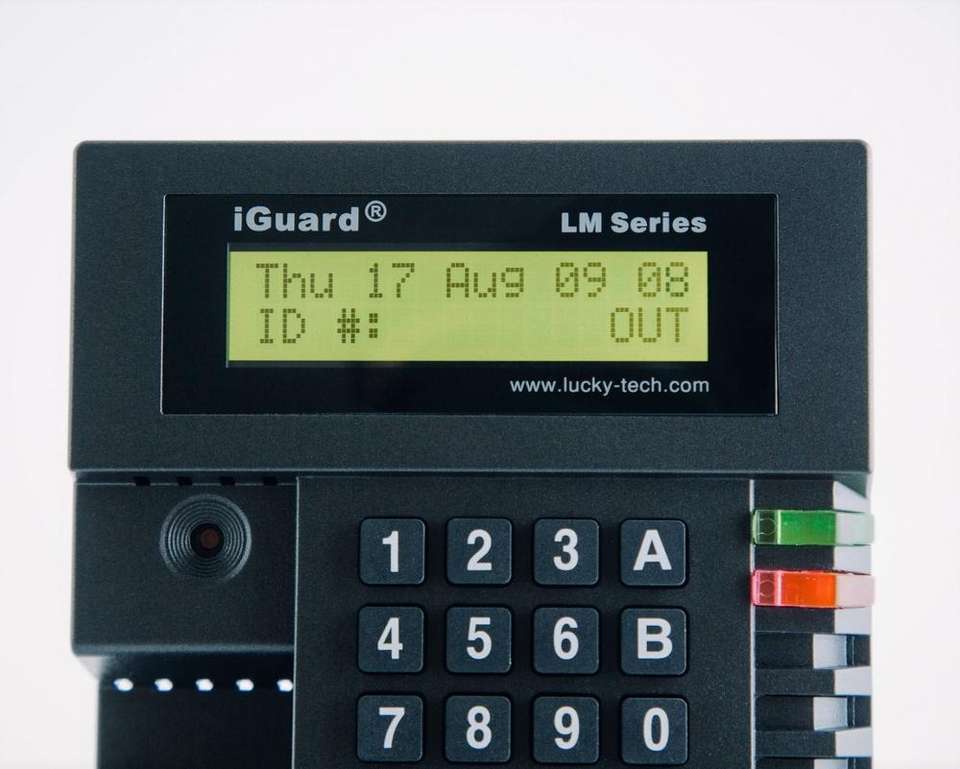 iGuard® LM Series
Thu 17 Aug 09 08
ID #: OUT
www.lucky-tech.com
1 2 3 A
4 5 6 B
7 8 9 0